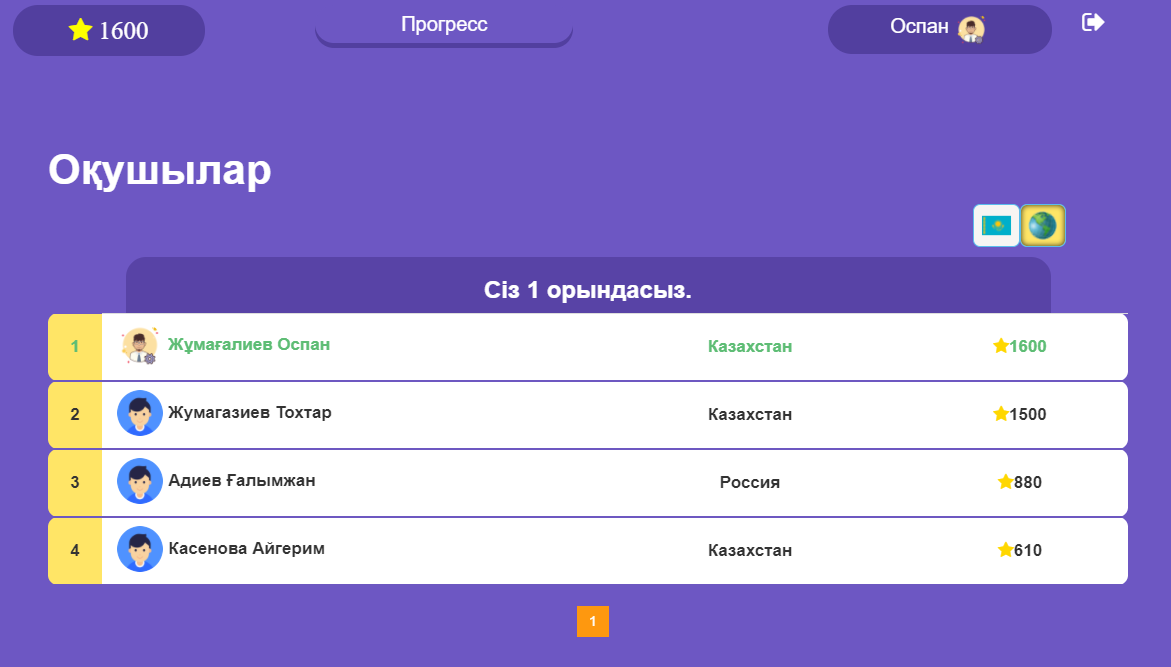 1600 Прогресс Оспан
Оқушылар
Сіз 1 орындасыз.
1 Жұмағалиев Оспан Казахстан 1600
2 Жумагазиев Тохтар Казахстан 1500
3 Адиев Ғалымжан Россия 880
4 Касенова Айгерим Казахстан 610
1